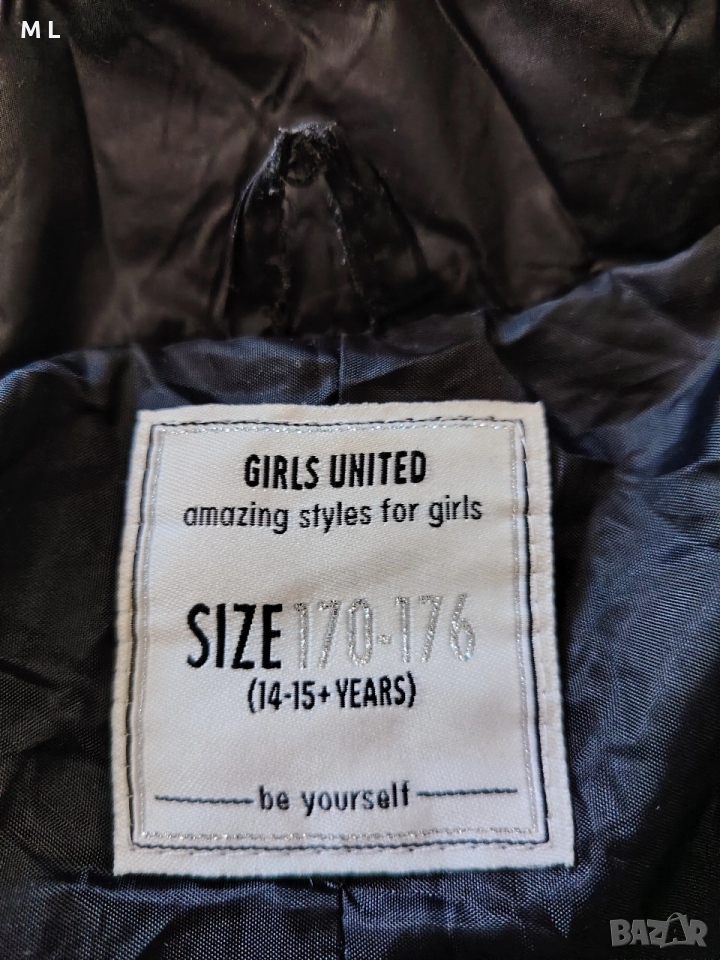 M L
GIRLS UNITED
amazing styles for girls
SIZE 170-176
(14-15+ YEARS)
be yourself
BAZAR